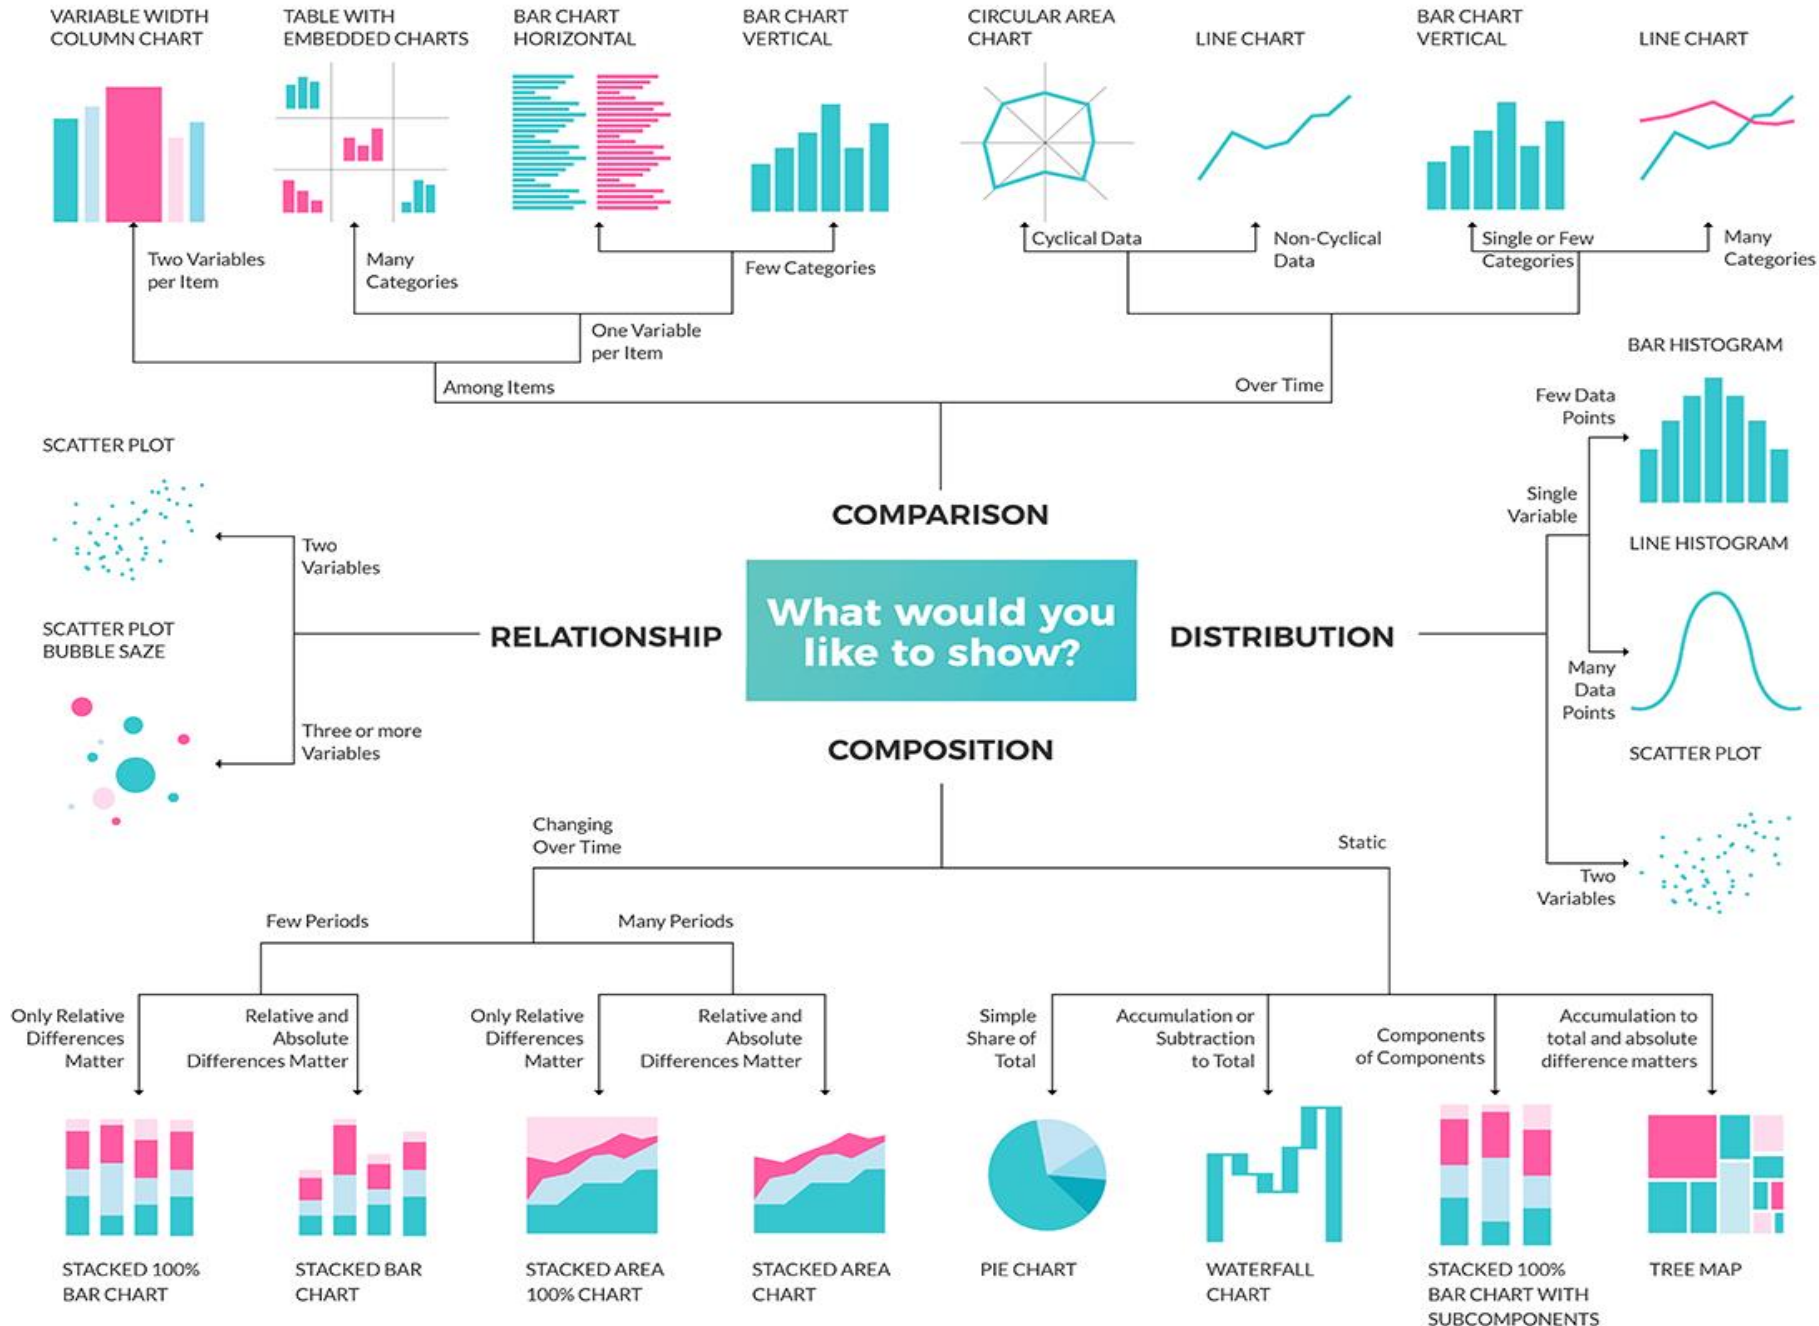 VARIABLE WIDTH
COLUMN CHART
TABLE WITH
EMBEDDED CHARTS
BAR CHART
HORIZONTAL
BAR CHART
VERTICAL
CIRCULAR AREA
CHART
LINE CHART
BAR CHART
VERTICAL
LINE CHART
Two Variables
per Item
Many
Categories
Few Categories
Cyclical Data
Non-Cyclical
Data
Single or Few
Categories
Many
Categories
One Variable
per Item
Among Items
Over Time
BAR HISTOGRAM
Few Data
Points
Single
Variable
LINE HISTOGRAM
Many
Data
Points
SCATTER PLOT
Two
Variables
SCATTER PLOT
Two
Variables
SCATTER PLOT
BUBBLE SAZE
Three or more
Variables
COMPARISON
RELATIONSHIP
What would you
like to show?
DISTRIBUTION
COMPOSITION
Changing
Over Time
Static
Few Periods
Many Periods
Only Relative
Differences
Matter
Relative and
Absolute
Differences Matter
Only Relative
Differences
Matter
Relative and
Absolute
Differences Matter
Simple
Share of
Total
Accumulation or
Subtraction
to Total
Components
of Components
Accumulation to
total and absolute
difference matters
STACKED 100%
BAR CHART
STACKED BAR
CHART
STACKED AREA
100% CHART
STACKED AREA
CHART
PIE CHART
WATERFALL
CHART
STACKED 100%
BAR CHART WITH
SUBCOMPONENTS
TREE MAP